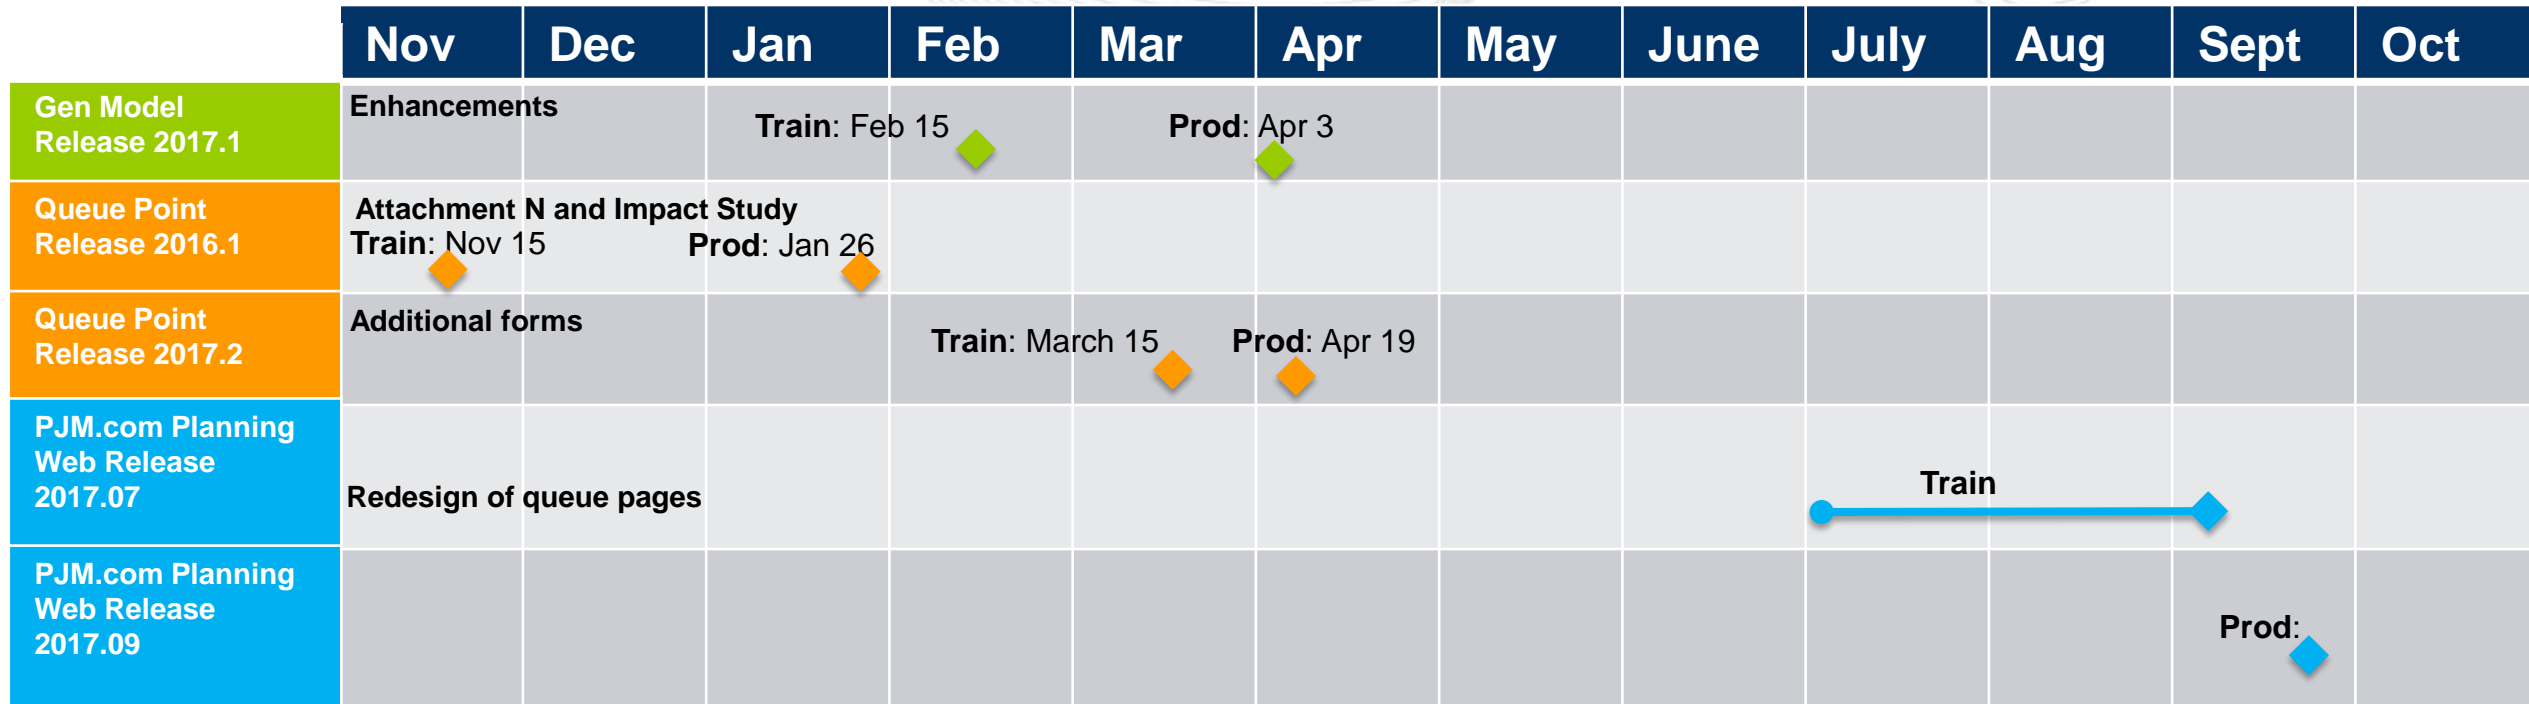 Nov Dec Jan Feb Mar Apr May June July Aug Sept Oct
Gen Model
Release 2017.1
Enhancements
Train: Feb 15
Prod: Apr 3
Queue Point
Release 2016.1
Attachment N and Impact Study
Train: Nov 15
Prod: Jan 26
Queue Point
Release 2017.2
Additional forms
Train: March 15
Prod: Apr 19
PJM.com Planning
Web Release
2017.07
Redesign of queue pages
Train
PJM.com Planning
Web Release
2017.09
Prod: